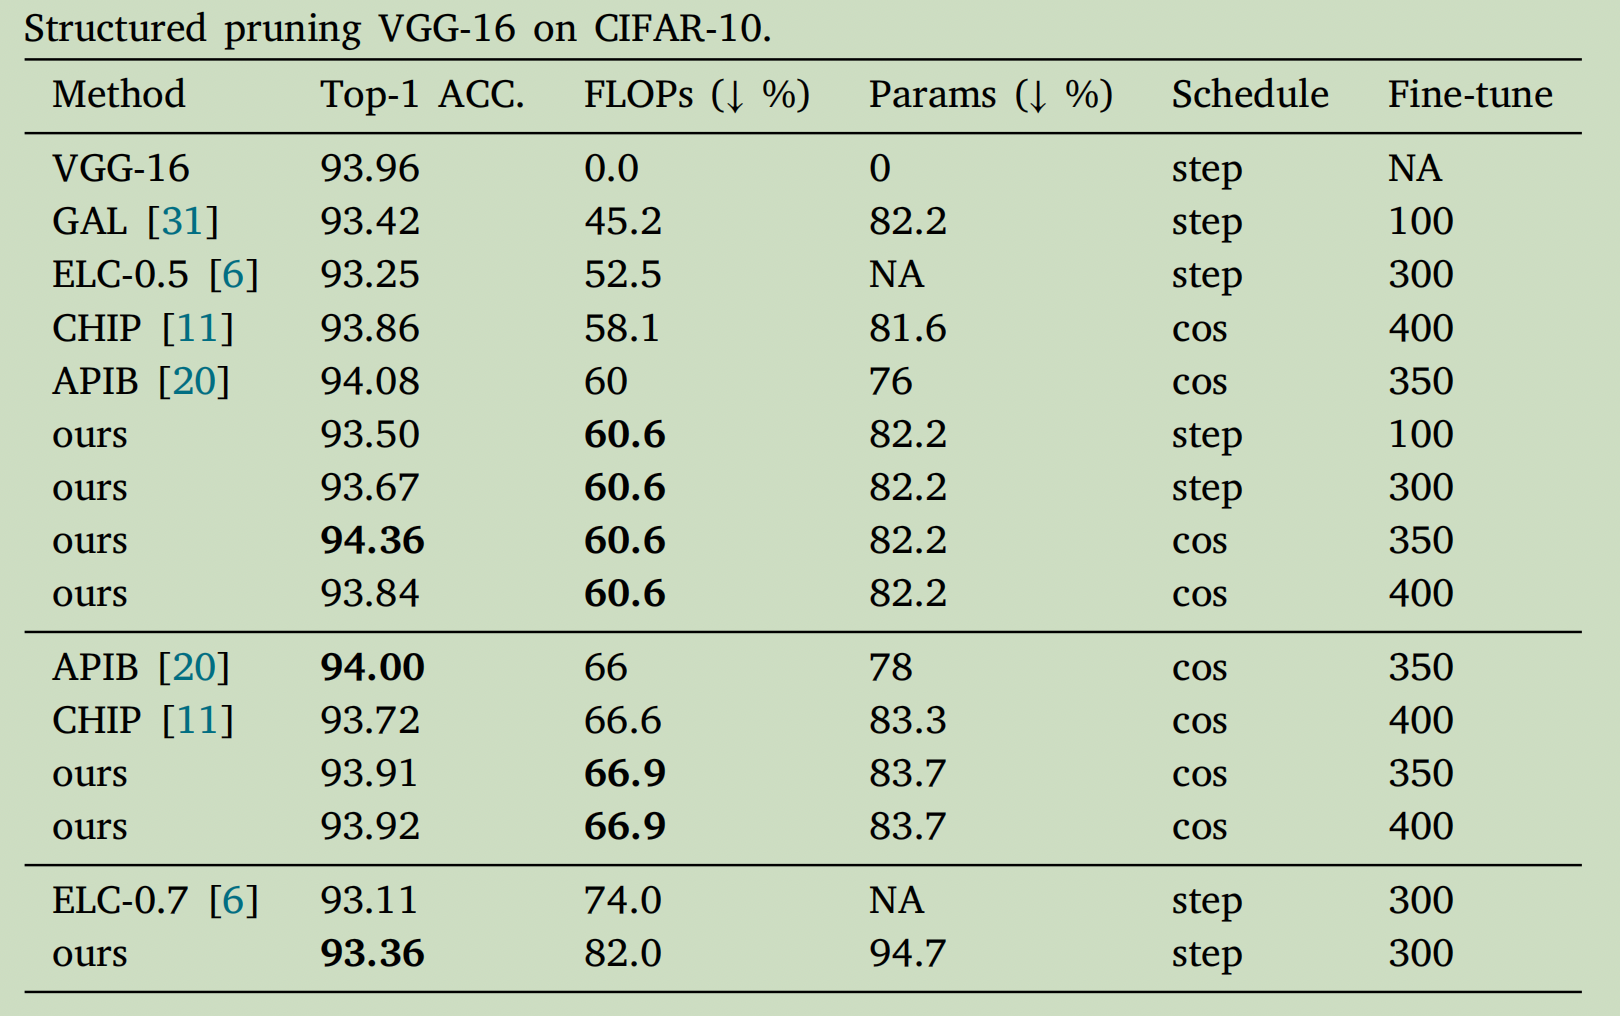 Structured pruning VGG-16 on CIFAR-10.
Method Top-1 ACC. FLOPs (↓ %) Params (↓ %) Schedule Fine-tune
VGG-16 93.96 0.0 0 step NA
GAL [31] 93.42 45.2 82.2 step 100
ELC-0.5 [6] 93.25 52.5 NA step 300
CHIP [11] 93.86 58.1 81.6 cos 400
APIB [20] 94.08 60 76 cos 350
ours 93.50 60.6 82.2 step 100
ours 93.67 60.6 82.2 step 300
ours 94.36 60.6 82.2 cos 350
ours 93.84 60.6 82.2 cos 400
APIB [20] 94.00 66 78 cos 350
CHIP [11] 93.72 66.6 83.3 cos 400
ours 93.91 66.9 83.7 cos 350
ours 93.92 66.9 83.7 cos 400
ELC-0.7 [6] 93.11 74.0 NA step 300
ours 93.36 82.0 94.7 step 300